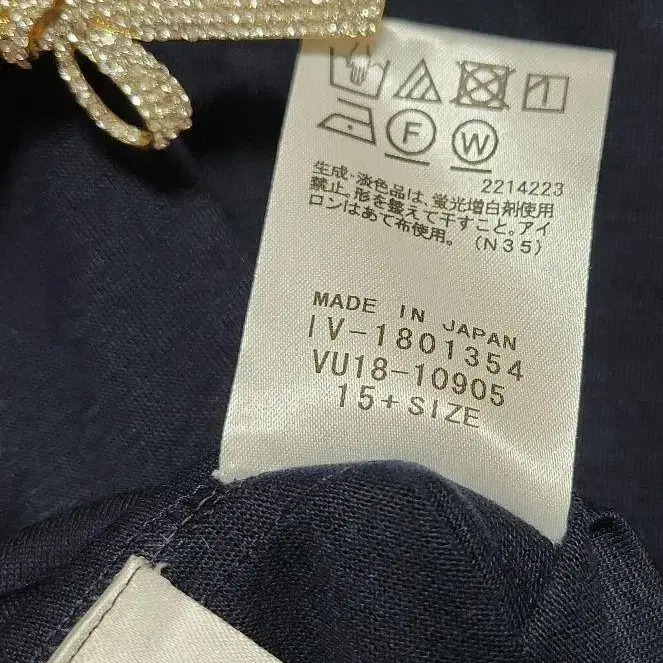 F W
2214223
生成・淡色品は、蛍光増白剤使用
禁止。形を整えて干すこと。アイ
ロンはあて布使用。（N35）
MADE IN JAPAN
IV-1801354
VU18-10905
15+SIZE